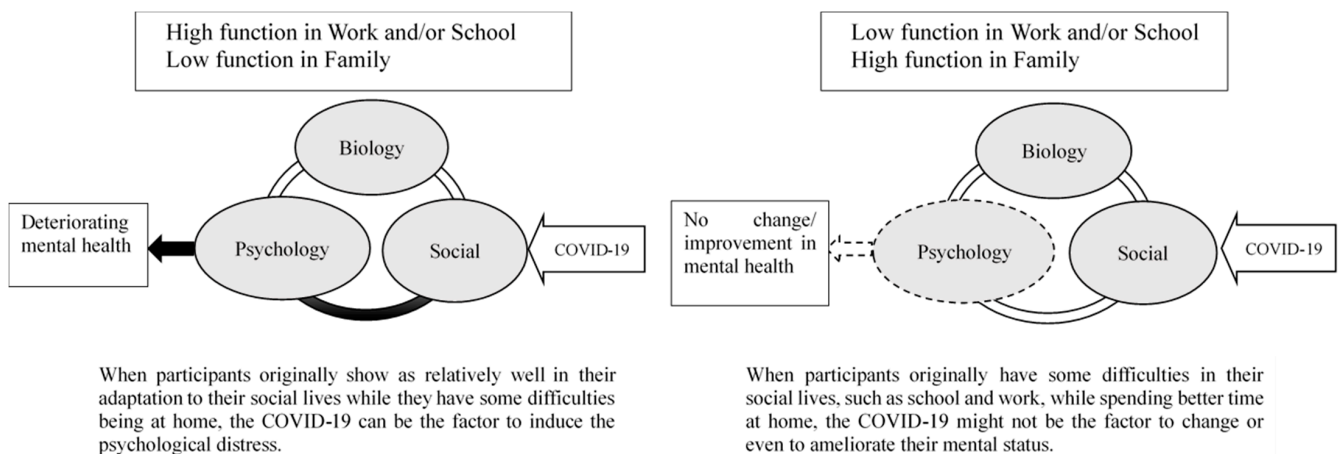 High function in Work and/or School
Low function in Family
Biology
Deteriorating
mental health
Psychology
Social
COVID-19
When participants originally show as relatively well in their
adaptation to their social lives while they have some difficulties
being at home, the COVID-19 can be the factor to induce the
psychological distress.
Low function in Work and/or School
High function in Family
Biology
No change/
improvement in
mental health
Psychology
Social
COVID-19
When participants originally have some difficulties in their
social lives, such as school and work, while spending better time
at home, the COVID-19 might not be the factor to change or
even to ameliorate their mental status.